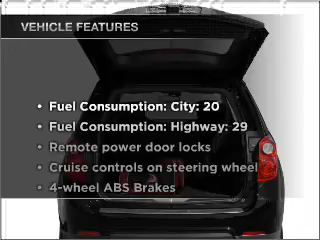 VEHICLE FEATURES
• Fuel Consumption: City: 20
• Fuel Consumption: Highway: 29
• Remote power door locks
• Cruise controls on steering wheel
• 4-wheel ABS Brakes